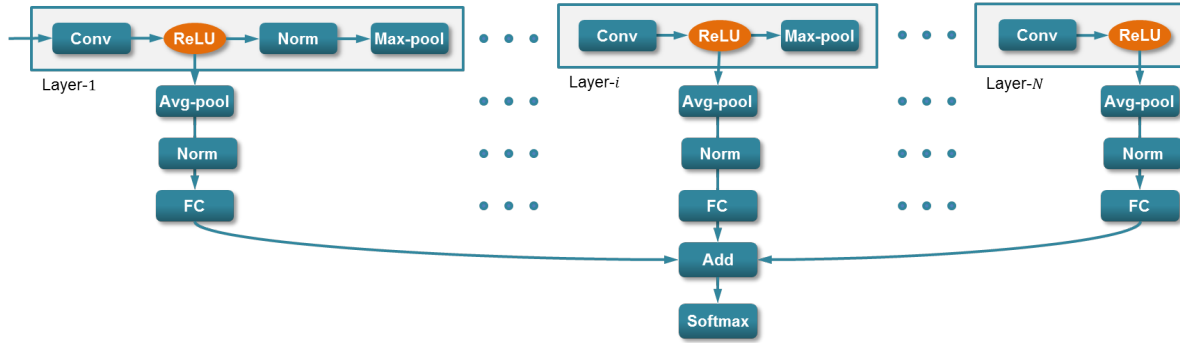 Conv ReLU Norm Max-pool Conv ReLU Max-pool Conv ReLU
Layer-1 Layer-i Layer-N
Avg-pool Avg-pool Avg-pool
Norm Norm Norm
FC FC FC
Add
Softmax